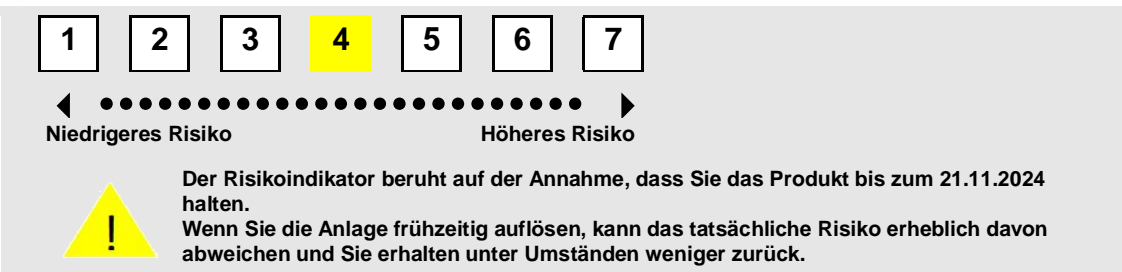 1 2 3 4 5 6 7
Niedrigeres Risiko Höheres Risiko
Der Risikoindikator beruht auf der Annahme, dass Sie das Produkt bis zum 21.11.2024
halten.
Wenn Sie die Anlage frühzeitig auflösen, kann das tatsächliche Risiko erheblich davon
abweichen und Sie erhalten unter Umständen weniger zurück.
!